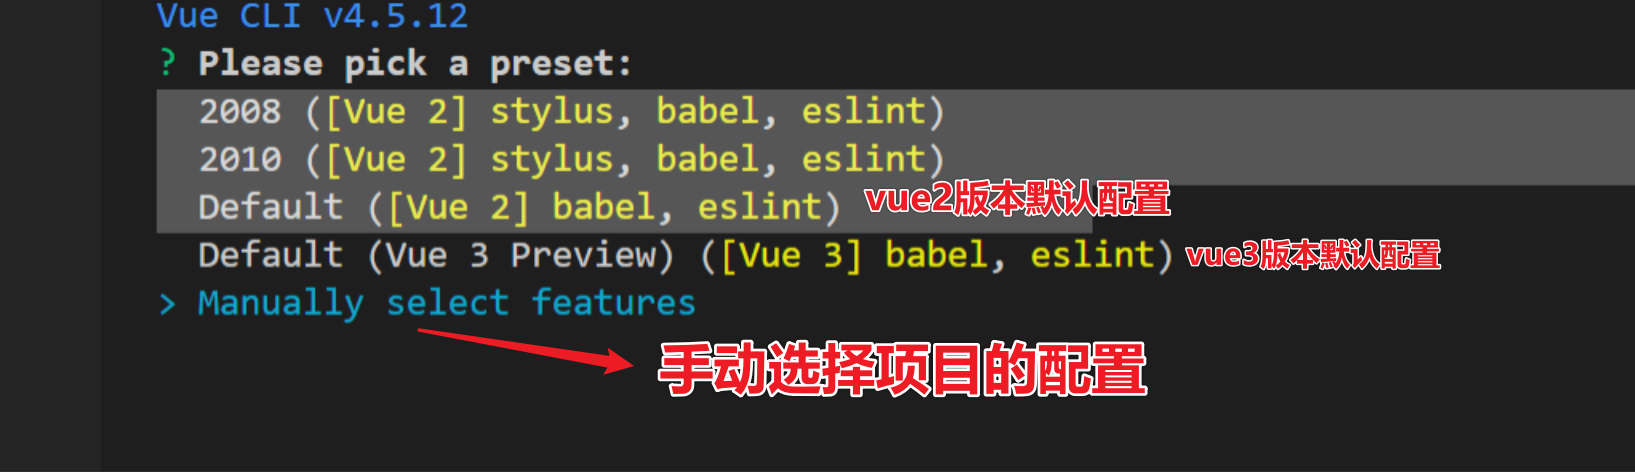 Vue CLI v4.5.12
? Please pick a preset:
2008 ([Vue 2] stylus, babel, eslint)
2010 ([Vue 2] stylus, babel, eslint)
Default ([Vue 2] babel, eslint) vue2版本默认配置
Default (Vue 3 Preview) ([Vue 3] babel, eslint) vue3版本默认配置
> Manually select features
手动选择项目的配置